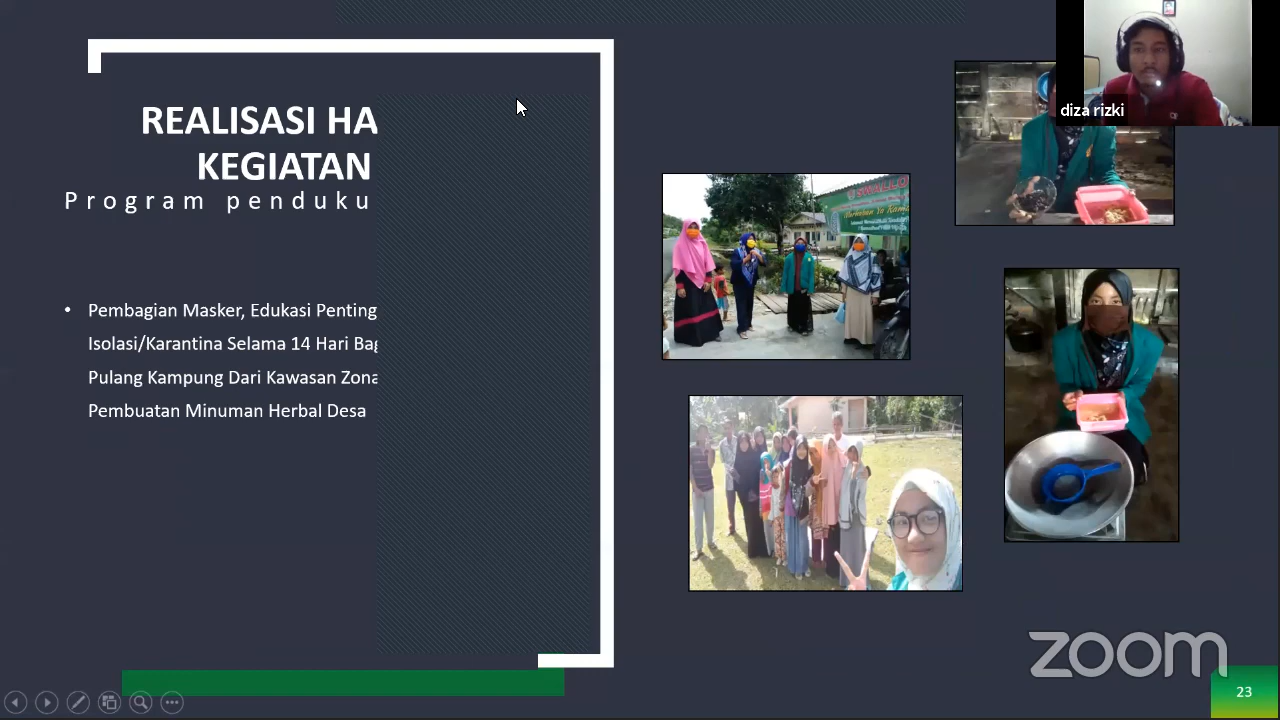 REALISASI HA
KEGIATAN
Program penduku
• Pembagian Masker, Edukasi Penting
Isolasi/Karantina Selama 14 Hari Bag
Pulang Kampung Dari Kawasan Zona
Pembuatan Minuman Herbal Desa
diza rizki
SWALLO
zoom
23